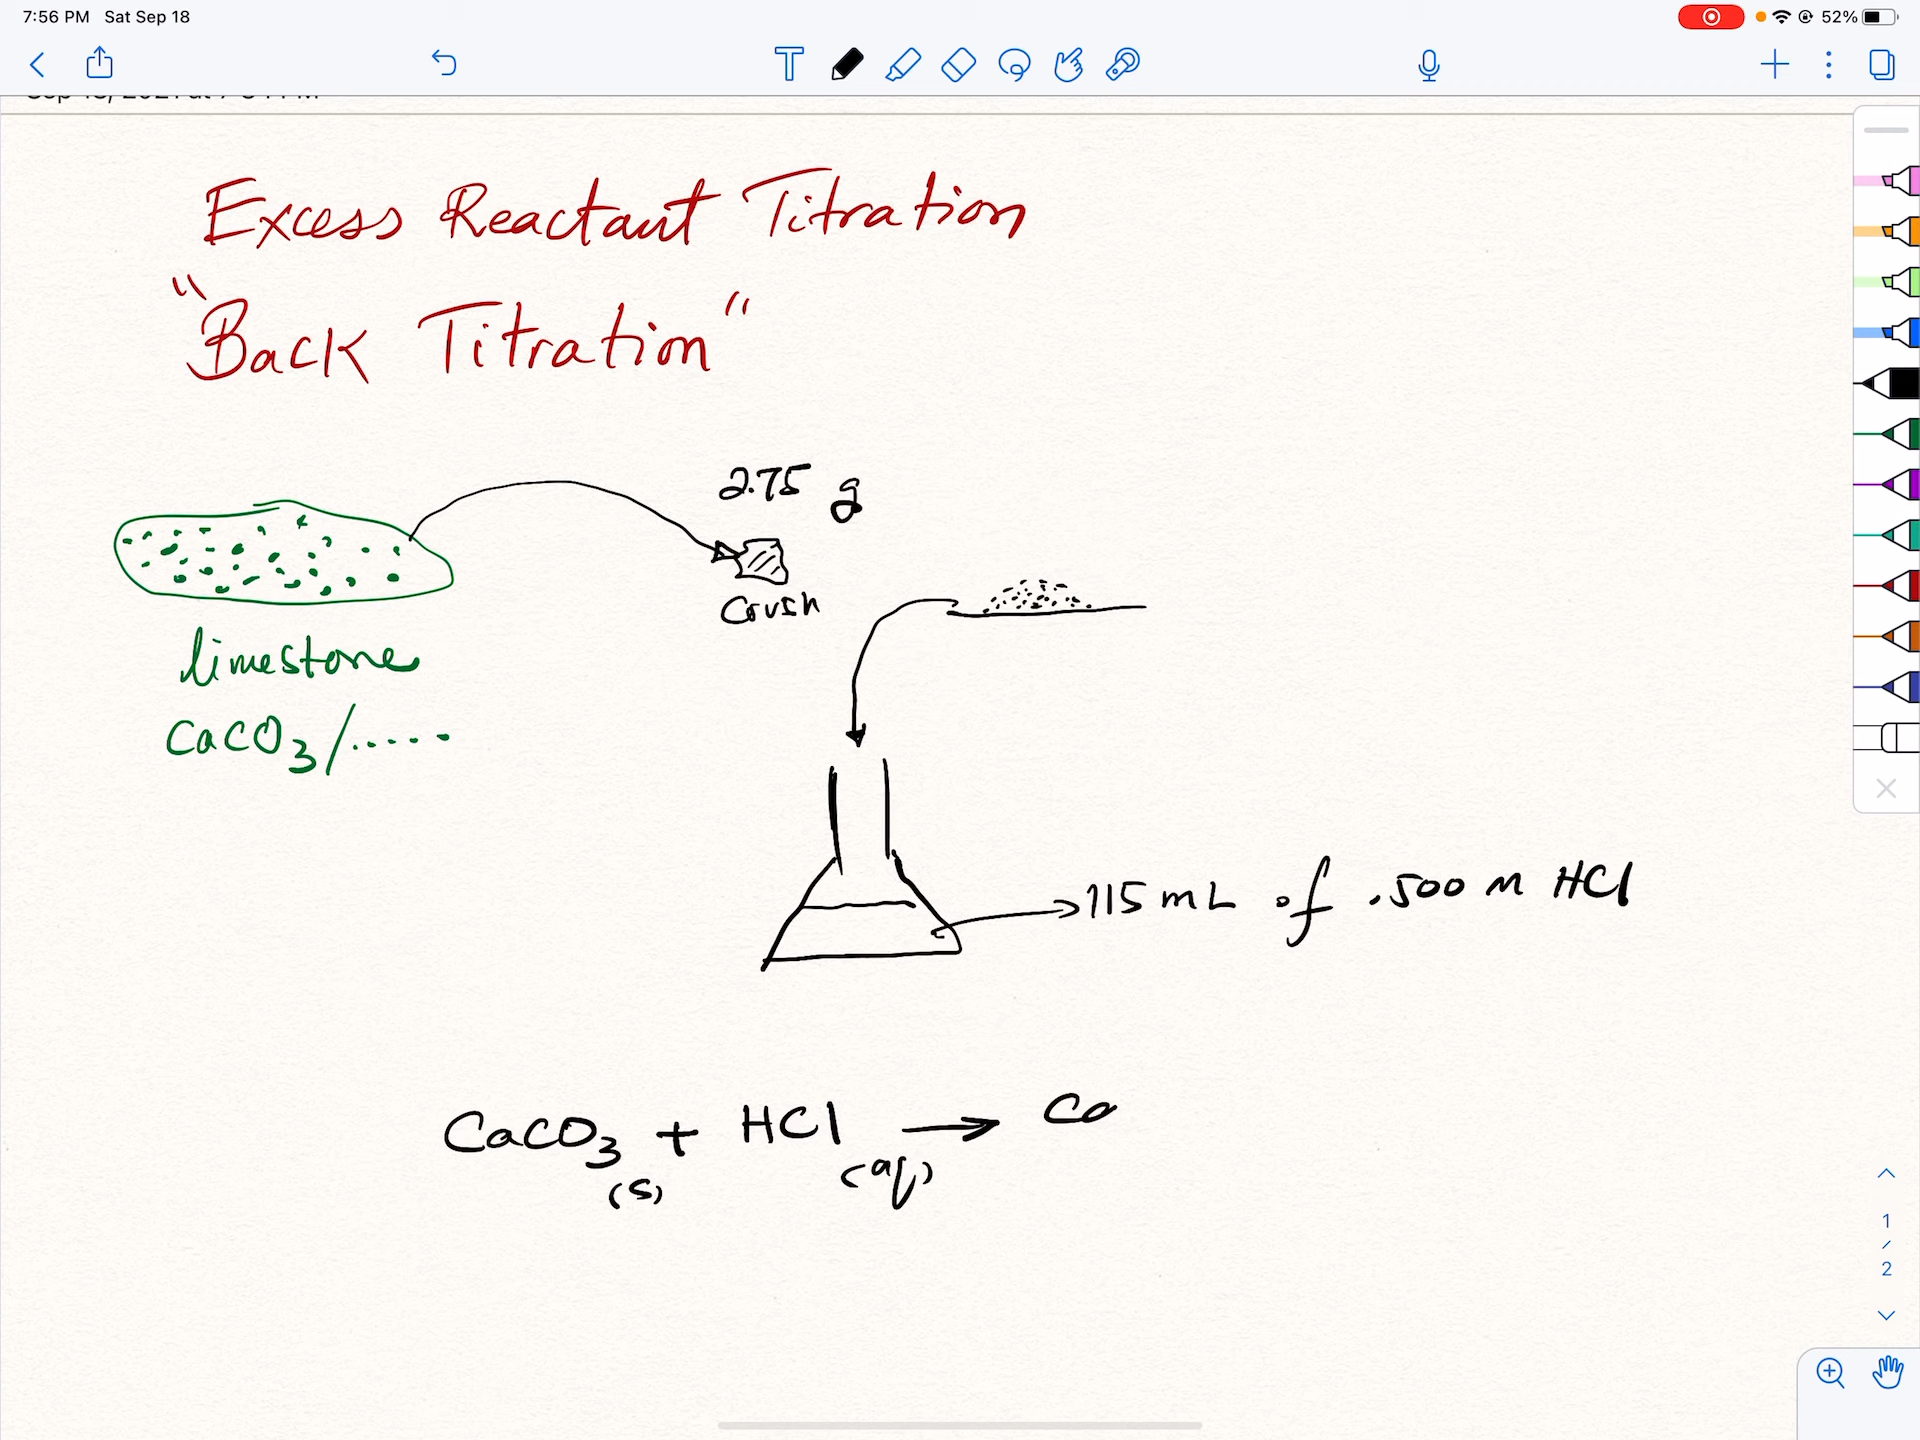 7:56 PM Sat Sep 18
52%
Excess Reactant Titration
"Back Titration"
2.75 g
crush
limestone
CaCO3/.....
115 mL of .500 M HCl
CaCO3 (s) + HCl (aq) → Ca
1
/
2